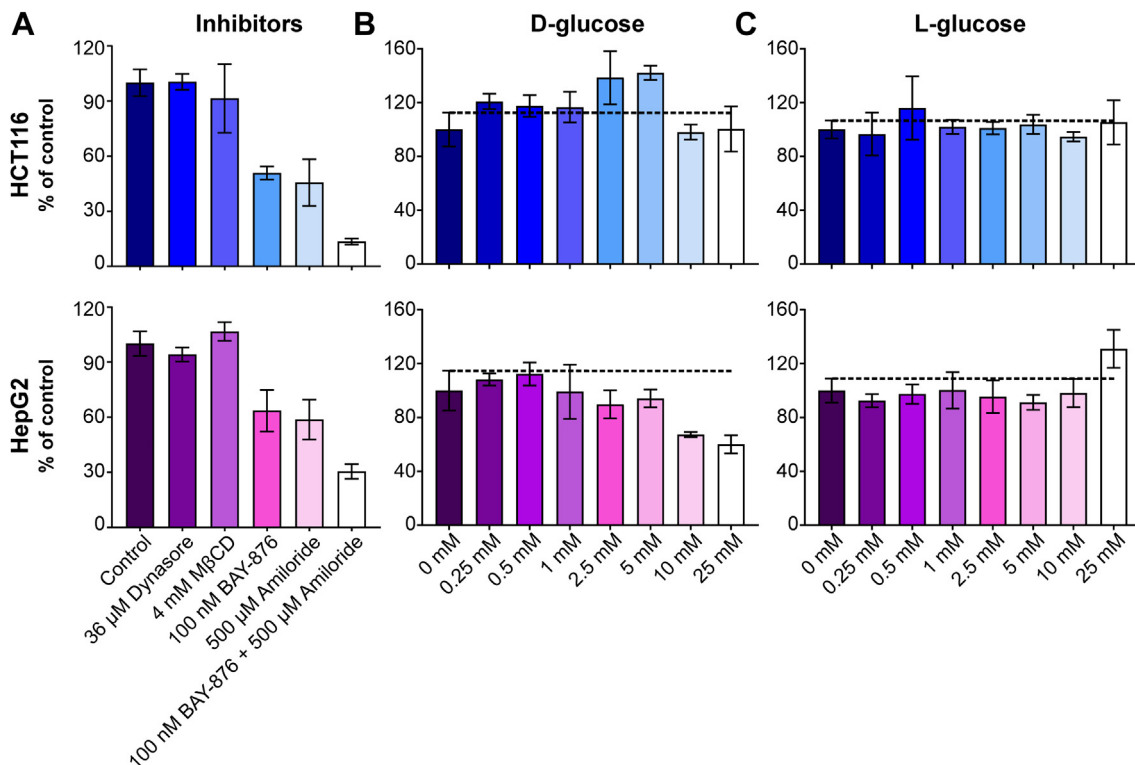 A Inhibitors B D-glucose C L-glucose
HCT116
% of control
120
90
60
30
0
160
120
80
40
0
160
120
80
40
0
HepG2
% of control
120
90
60
30
0
160
120
80
40
0
160
120
80
40
0
Control
36 µM Dynasore
4 mM MβCD
100 nM BAY-876
500 µM Amiloride
100 nM BAY-876 + 500 µM Amiloride
0 mM
0.25 mM
0.5 mM
1 mM
2.5 mM
5 mM
10 mM
25 mM
0 mM
0.25 mM
0.5 mM
1 mM
2.5 mM
5 mM
10 mM
25 mM